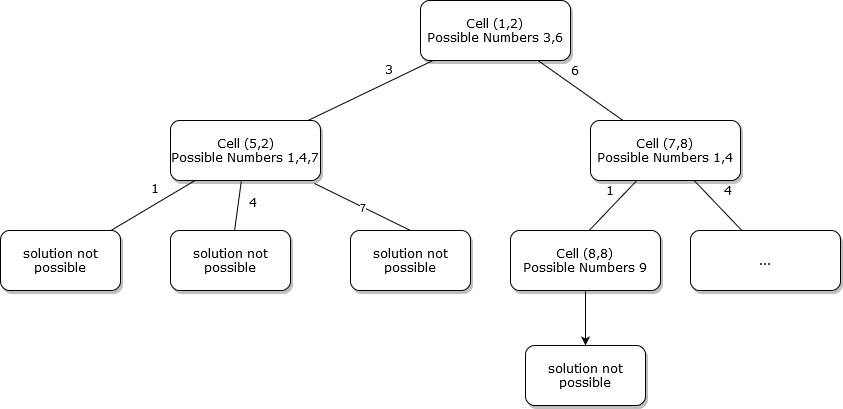 Cell (1,2)
Possible Numbers 3,6
3
6
Cell (5,2)
Possible Numbers 1,4,7
Cell (7,8)
Possible Numbers 1,4
1
4
7
1
4
solution not
possible
solution not
possible
solution not
possible
Cell (8,8)
Possible Numbers 9
...
solution not
possible